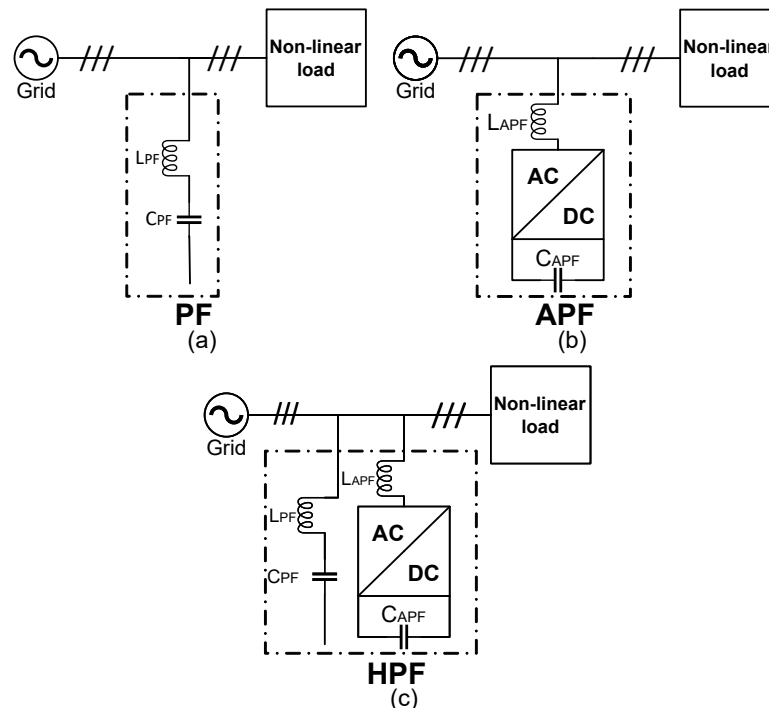 Grid
Non-linear
load
LPF
CPF
PF
(a)
Grid
Non-linear
load
LAPF
AC
DC
CAPF
APF
(b)
Grid
Non-linear
load
LPF
CPF
LAPF
AC
DC
CAPF
HPF
(c)